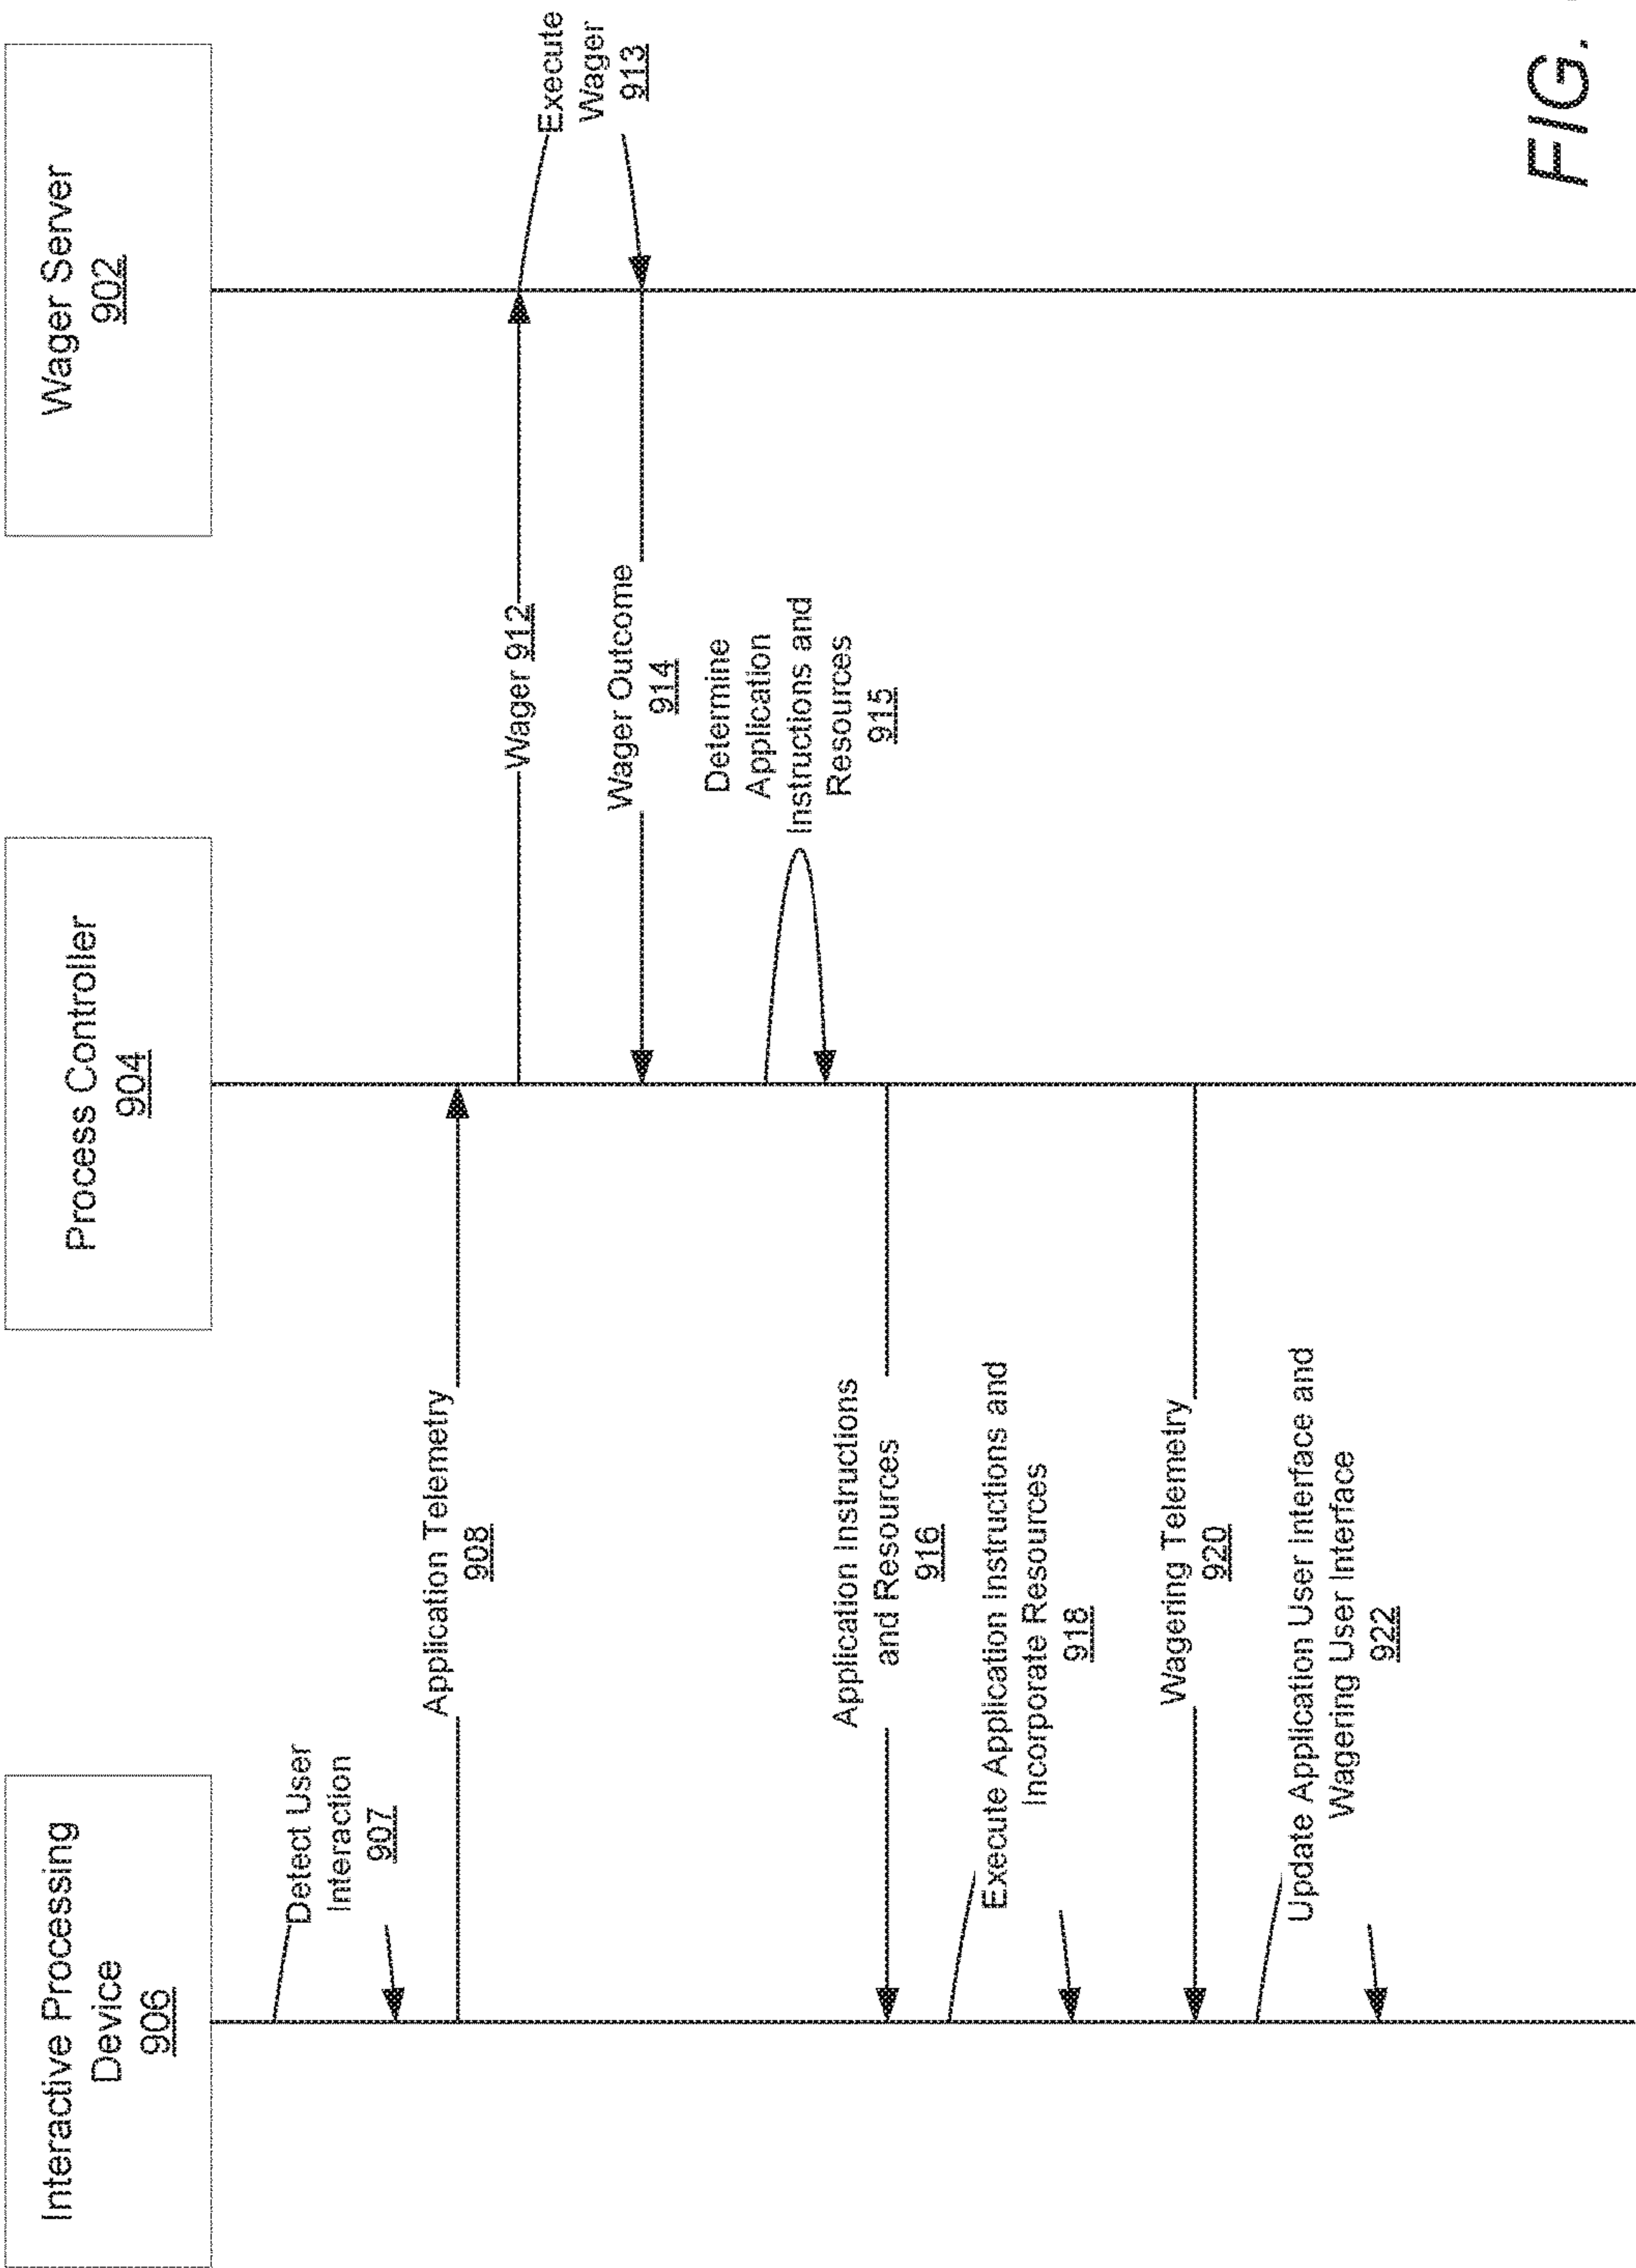 Interactive Processing
Device
906
Process Controller
904
Wager Server
902
Detect User
Interaction
907
Application Telemetry
908
Wager 912
Execute
Wager
913
Wager Outcome
914
Determine
Application
Instructions and
Resources
915
Application Instructions
and Resources
916
Execute Application Instructions and
Incorporate Resources
918
Wagering Telemetry
920
Update Application User Interface and
Wagering User Interface
922
FIG.